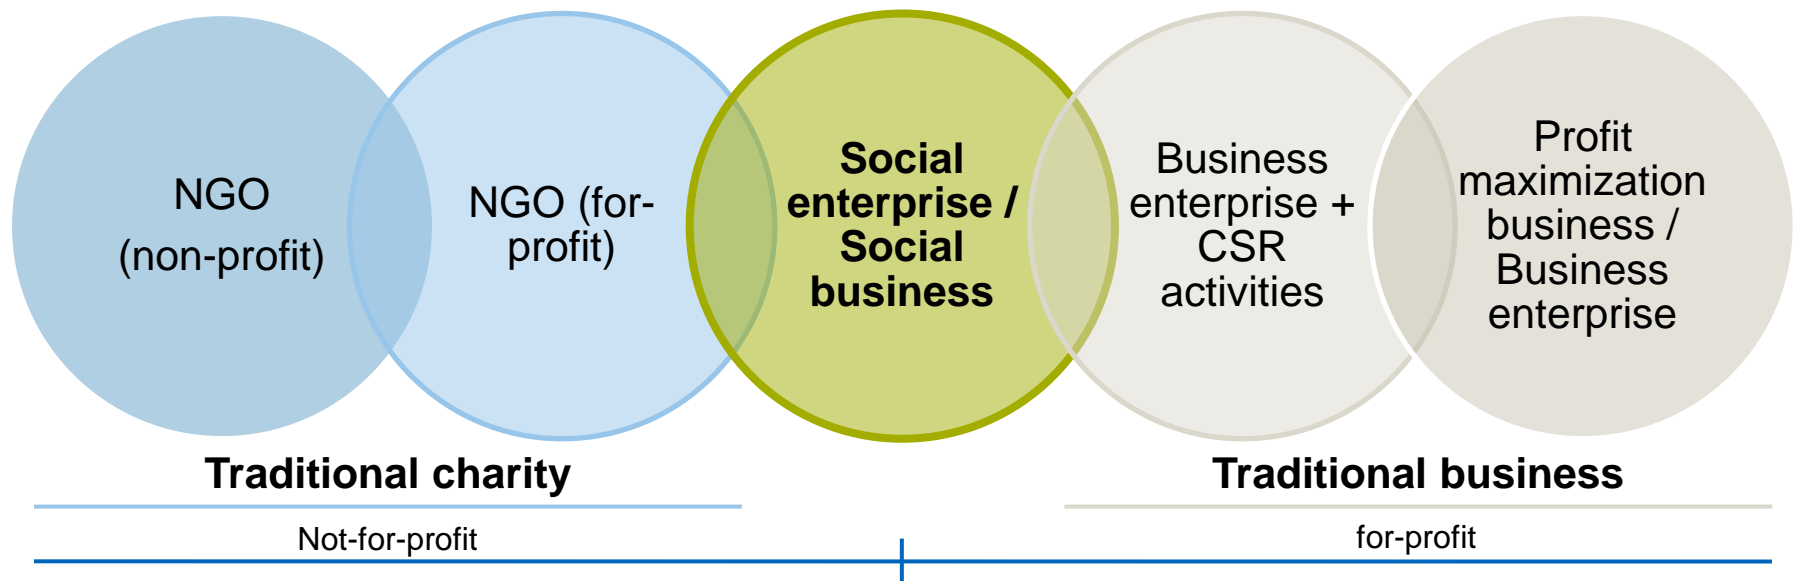 NGO
(non-profit)
NGO (for-
profit)
Social
enterprise /
Social
business
Business
enterprise +
CSR
activities
Profit
maximization
business /
Business
enterprise
Traditional charity
Traditional business
Not-for-profit
for-profit